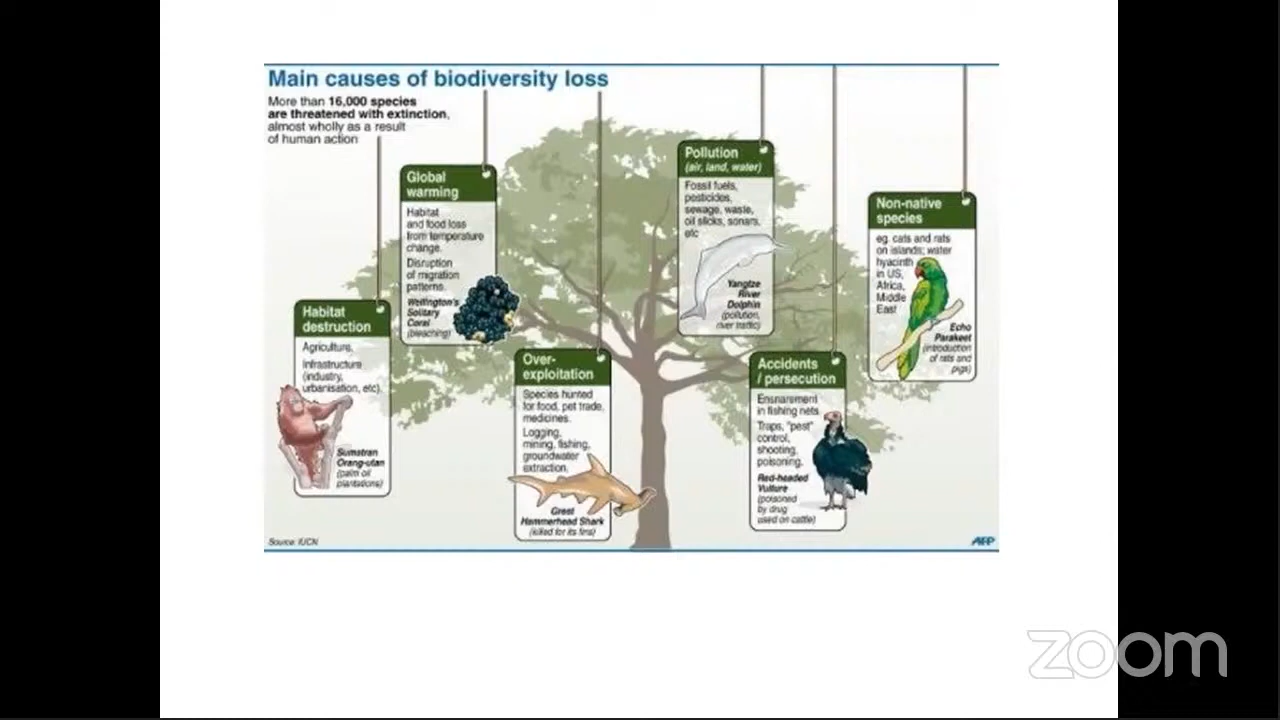 Main causes of biodiversity loss
More than 16,000 species
are threatened with extinction,
almost wholly as a result
of human action
Habitat
destruction
Agriculture,
Infrastructure
(industry,
urbanisation, etc).
Sumatran
Orang-utan
(palm oil
plantations)
Global
warming
Habitat
and food loss
from temperature
change.
Disruption
of migration
patterns.
Wellington's
Solitary
Coral
(bleaching)
Over-
exploitation
Species hunted
for food, pet trade,
medicines.
Logging,
mining, fishing,
groundwater
extraction.
Great
Hammerhead Shark
(killed for its fins)
Pollution
(air, land, water)
Fossil fuels,
pesticides,
sewage, waste,
oil slicks, sonars,
etc
Yangtze
River
Dolphin
(pollution,
river traffic)
Accidents
/ persecution
Ensnarement
in fishing nets.
Traps, "pest"
control,
shooting,
poisoning.
Red-headed
Vulture
(poisoned
by drug
used on cattle)
Non-native
species
eg. cats and rats
on islands; water
hyacinth
in US,
Africa,
Middle
East
Echo
Parakeet
(introduction
of rats and
pigs)
Source: IUCN
AFP
zoom